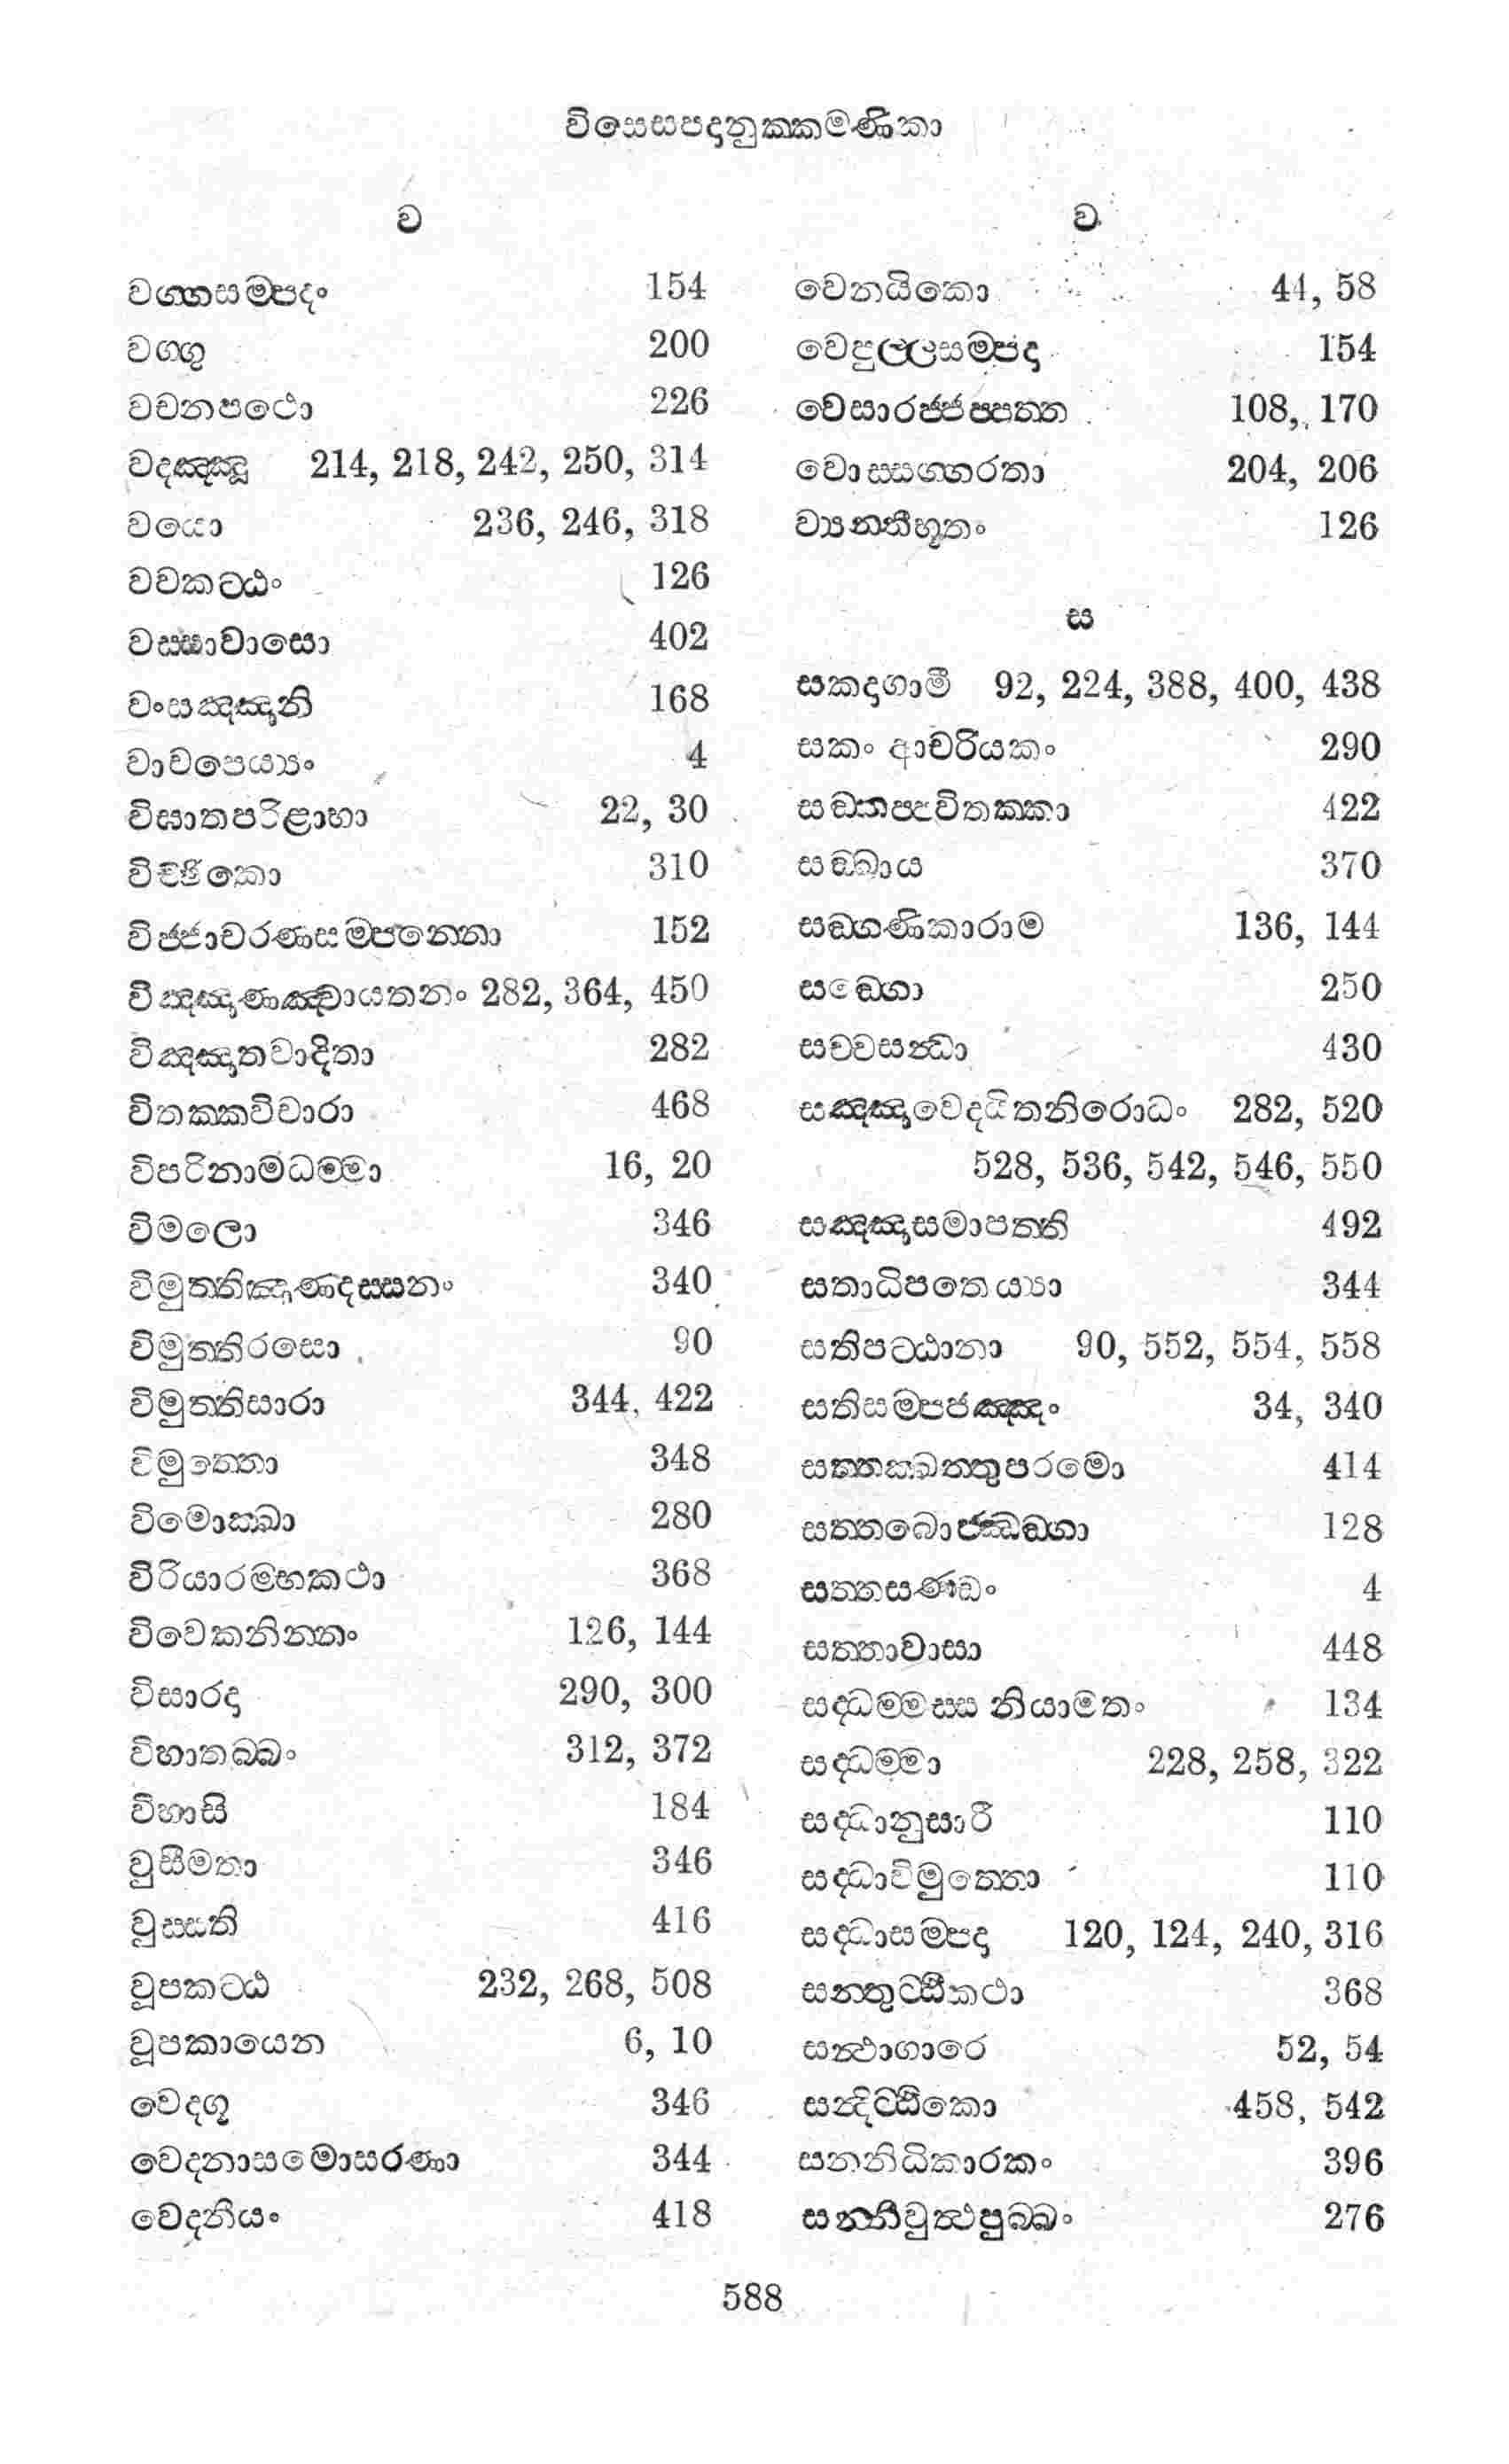 විසෙසපදානුක්කමණිකා
ව
වග්ගසම්පදං 154
වග්ගු 200
වචනපථො 226
වදඤ්ඤූ 214, 218, 242, 250, 314
වයො 236, 246, 318
වවකට්ඨං 126
වස්සාවාසො 402
වංසඤ්ඤානි 168
වාචපෙය්‍යං 4
විඝාතපරිළාහා 22, 30
විච්ඡිකො 310
විජ්ජාචරණසම්පන්නො 152
විඤ්ඤාණඤ්චායතනං 282, 364, 450
විඤ්ඤාතවාදිතා 282
විතක්කවිචාරා 468
විපරිනාමධම්මා 16, 20
විමලො 346
විමුත්තිඤාණදස්සනං 340
විමුත්තිරසො 90
විමුත්තිසාරා 344, 422
විමුත්තො 348
විමොක්ඛා 280
විරියාරම්භකථා 368
විවෙකනින්නං 126, 144
විසාරදා 290, 300
විහාතබ්බං 312, 372
විහාසි 184
වුසීමතා 346
වුස්සති 416
වූපකට්ඨ 232, 268, 508
වූපකායෙන 6, 10
වෙදගූ 346
වෙදනාසමොසරණා 344
වෙදනීයං 418
ව
වෙනයිකො 44, 58
වෙපුල්ලසම්පදා 154
වෙසාරජ්ජප්පත්ත 108, 170
වොස්සග්ගරතා 204, 206
ව්‍යන්තීභූතං 126
ස
සකදාගාමී 92, 224, 388, 400, 438
සකං ආචරියකං 290
සඞ්කප්පවිතක්කා 422
සඞ්ඛාය 370
සඞ්ගණිකාරාම 136, 144
සඞ්ගො 250
සච්චසන්ධා 430
සඤ්ඤාවෙදයිතනිරොධං 282, 520
528, 536, 542, 546, 550
සඤ්ඤාසමාපත්ති 492
සතාධිපතෙය්‍යා 344
සතිපට්ඨානා 90, 552, 554, 558
සතිසම්පජඤ්ඤං 34, 340
සත්තක්ඛත්තුපරමො 414
සත්තබොජ්ඣඞ්ගා 128
සත්තසණ්ඩං 4
සත්තාවාසා 448
සද්ධම්මස්ස නියාමතං 134
සද්ධම්මා 228, 258, 322
සද්ධානුසාරී 110
සද්ධාවිමුත්තො 110
සද්ධාසම්පදා 120, 124, 240, 316
සන්තුට්ඨීකථා 368
සන්ථාගාරෙ 52, 54
සන්දිට්ඨිකො 458, 542
සන්නිධිකාරකං 396
සන්නීවුත්ථපුබ්බං 276
588